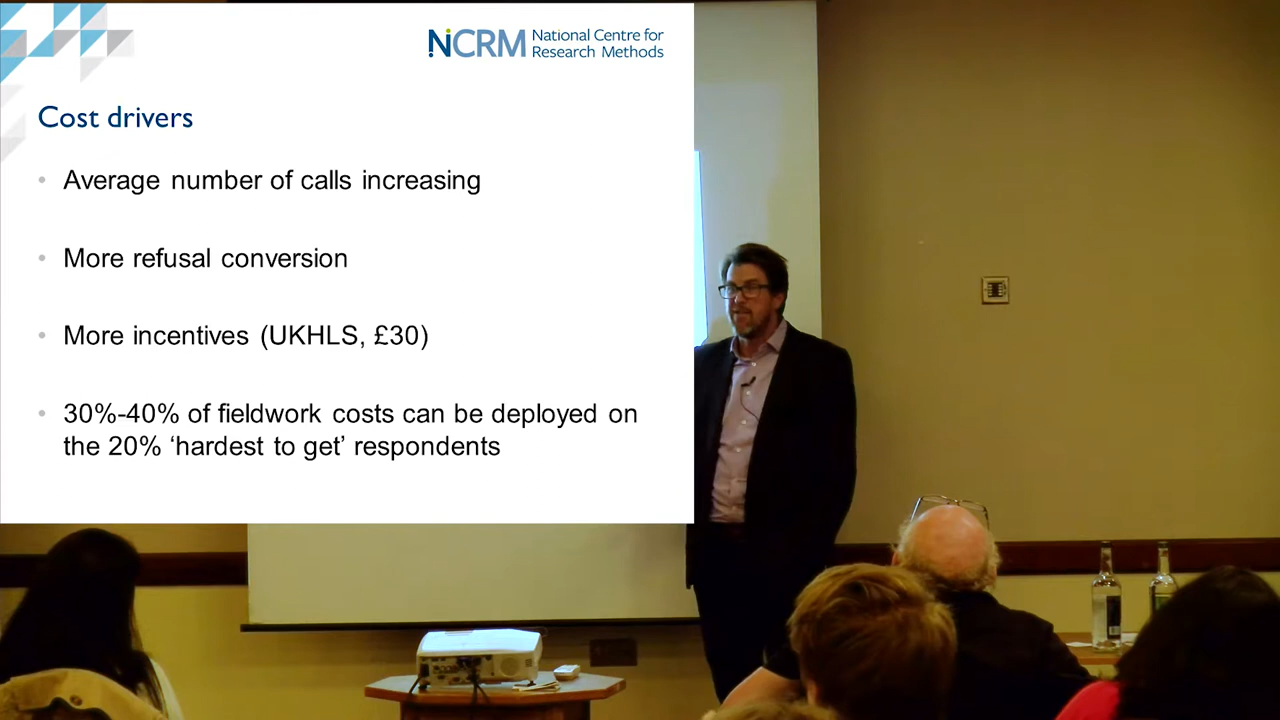 NCRM National Centre for
Research Methods
Cost drivers
• Average number of calls increasing
• More refusal conversion
• More incentives (UKHLS, £30)
• 30%-40% of fieldwork costs can be deployed on
the 20% ‘hardest to get’ respondents